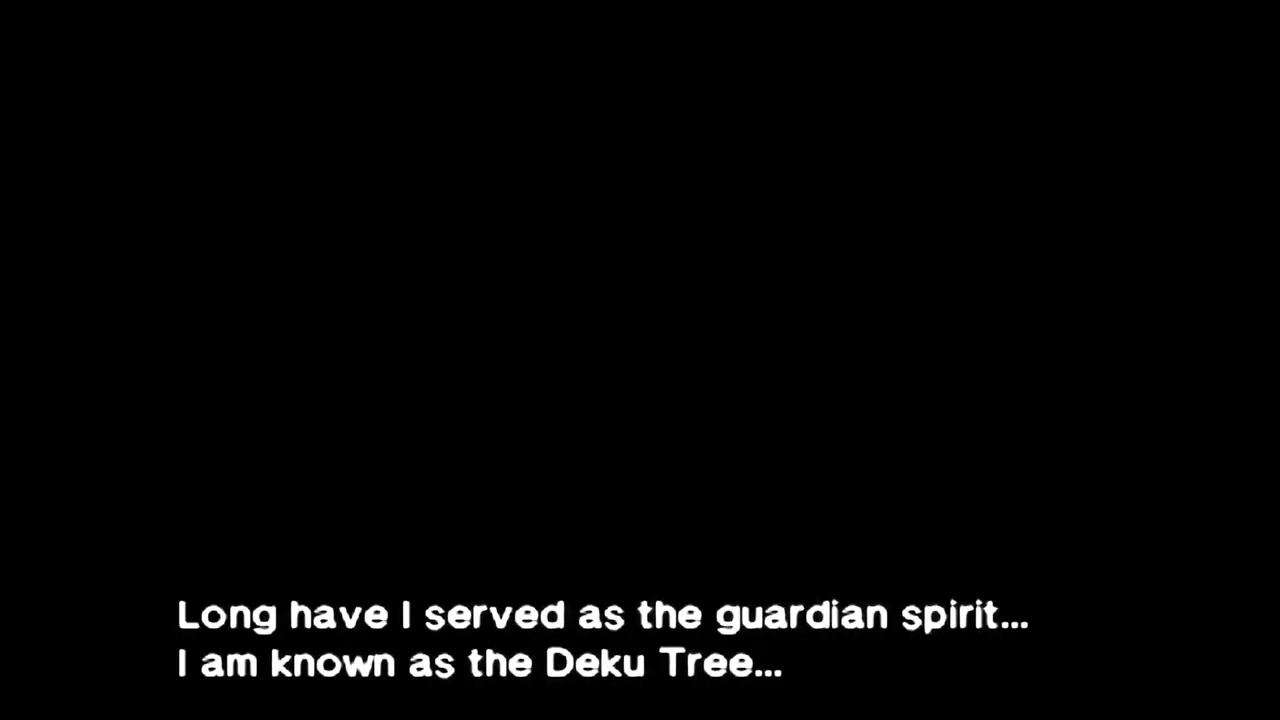 Long have I served as the guardian spirit...
I am known as the Deku Tree...